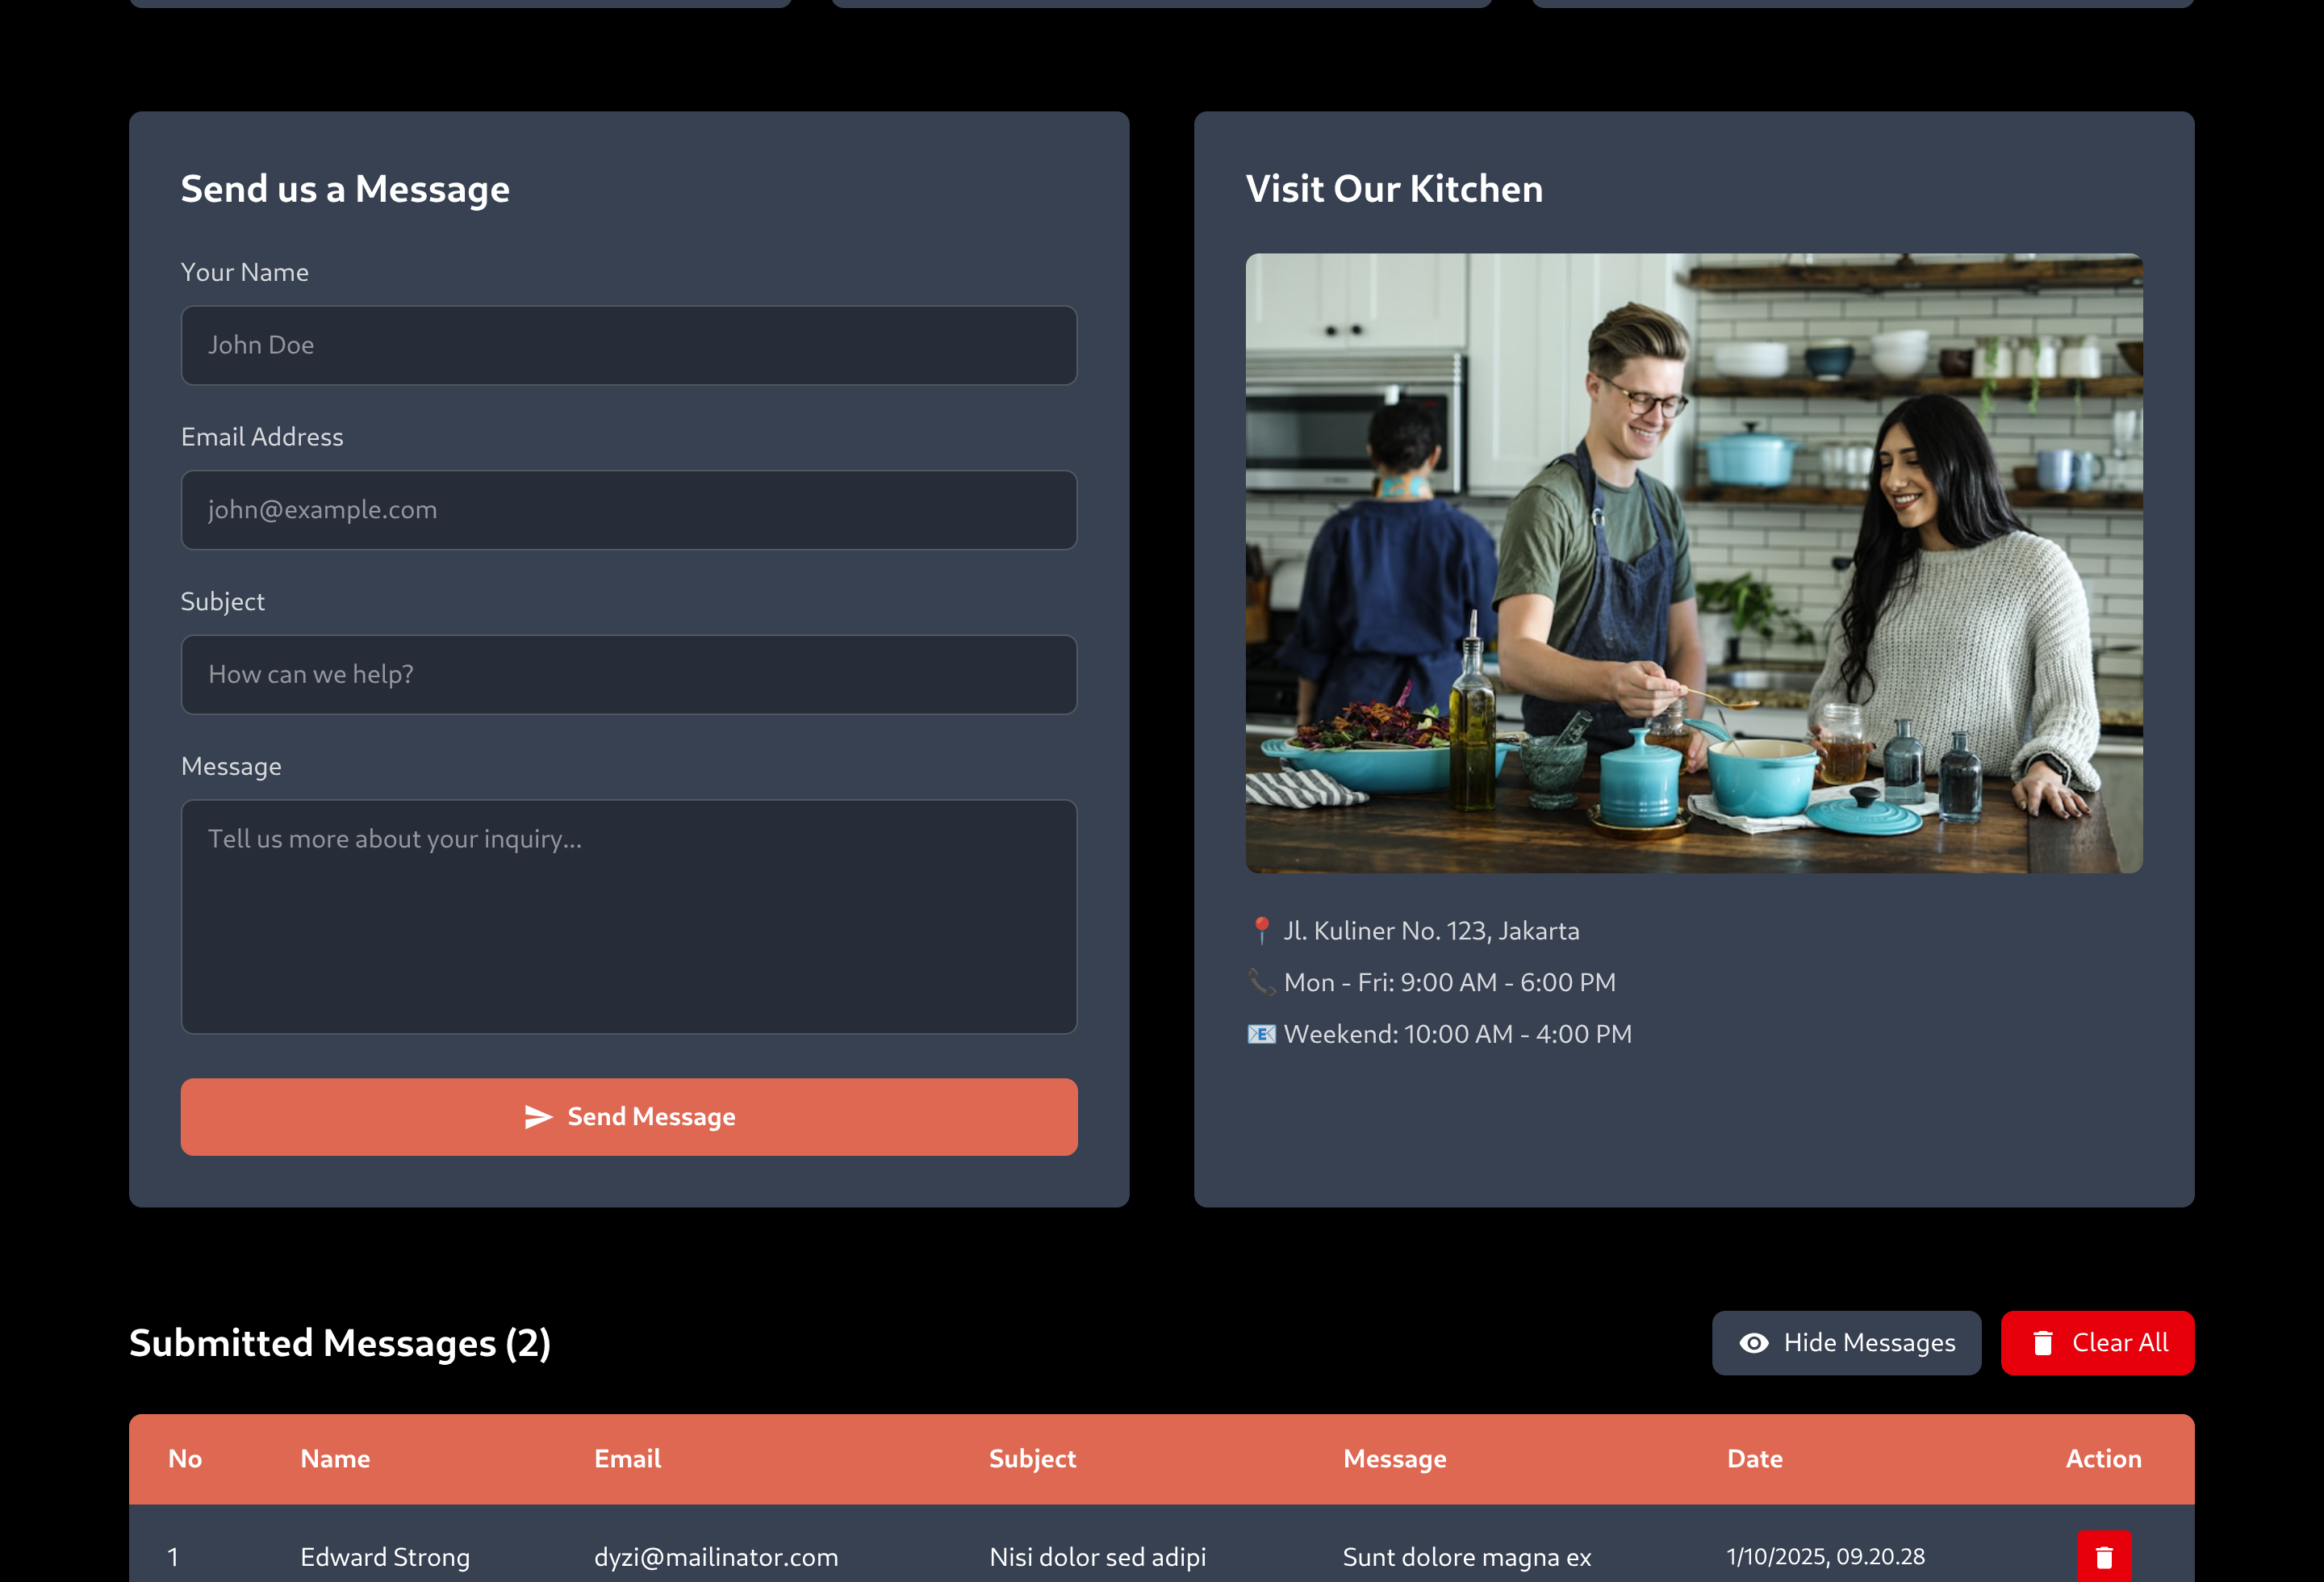 Send us a Message
Your Name
John Doe
Email Address
john@example.com
Subject
How can we help?
Message
Tell us more about your inquiry...
Send Message
Visit Our Kitchen
📍 Jl. Kuliner No. 123, Jakarta
📞 Mon - Fri: 9:00 AM - 6:00 PM
📧 Weekend: 10:00 AM - 4:00 PM
Submitted Messages (2)
Hide Messages
Clear All
No Name Email Subject Message Date Action
1 Edward Strong dyzi@mailinator.com Nisi dolor sed adipi Sunt dolore magna ex 1/10/2025, 09.20.28